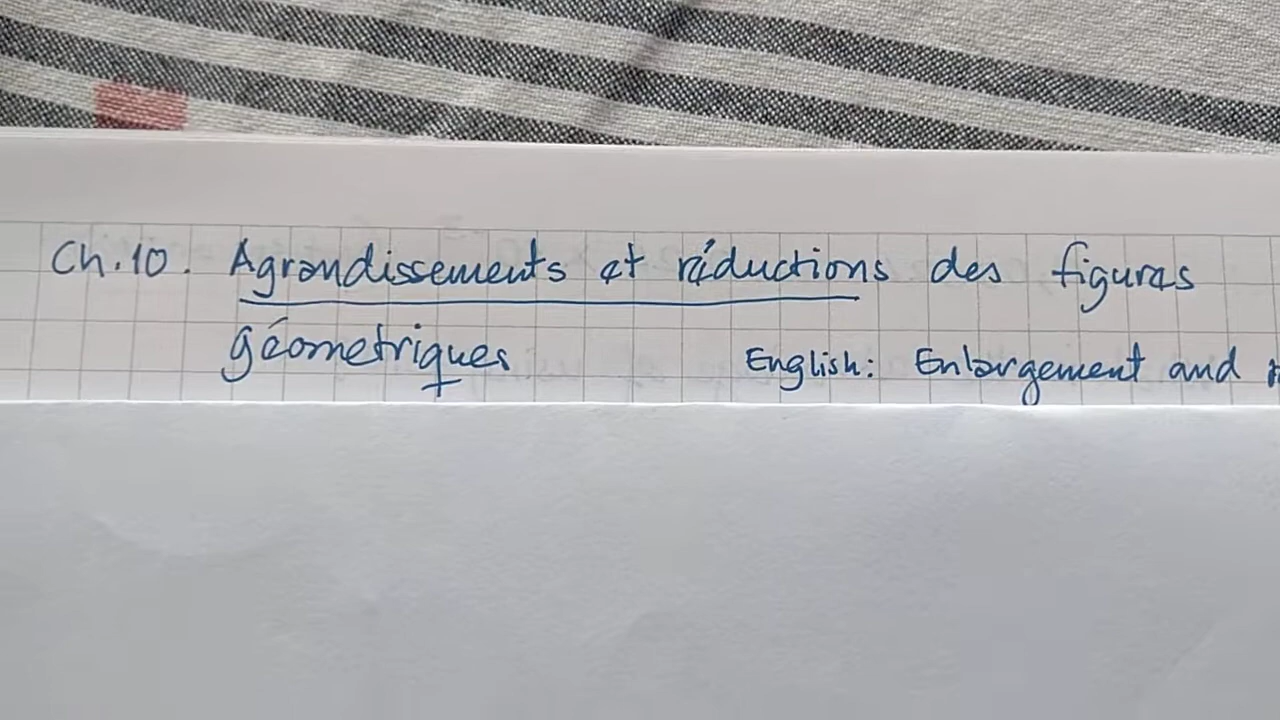 Ch.10. Agrandissements et réductions des figures
géometriques English: Enlargement and